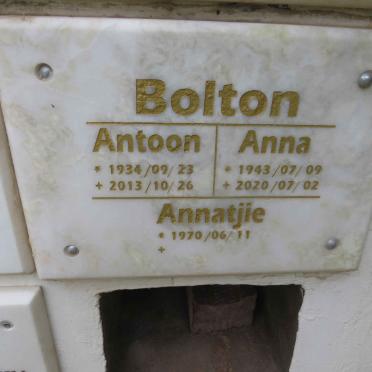 Bolton
Antoon Anna
* 1934/09/23 * 1943/07/09
+ 2013/10/26 + 2020/07/02
Annatjie
* 1970/06/11
+